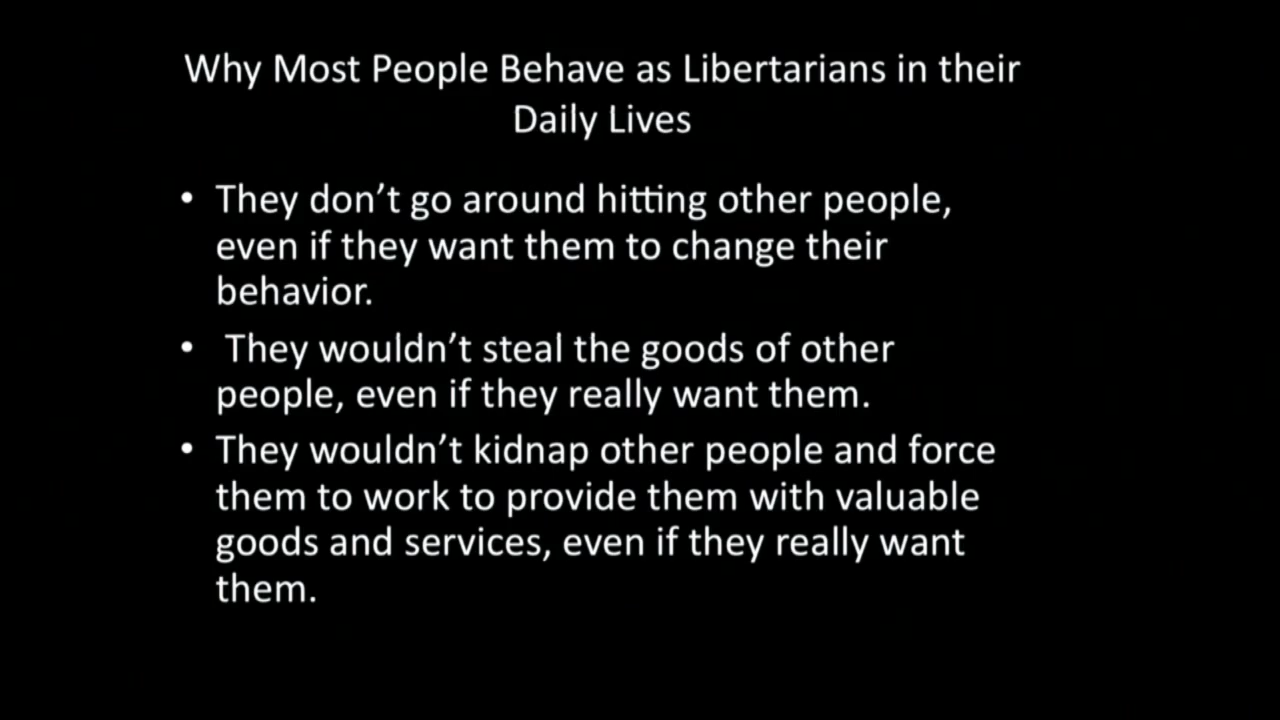 Why Most People Behave as Libertarians in their
Daily Lives
• They don’t go around hitting other people,
even if they want them to change their
behavior.
• They wouldn’t steal the goods of other
people, even if they really want them.
• They wouldn’t kidnap other people and force
them to work to provide them with valuable
goods and services, even if they really want
them.